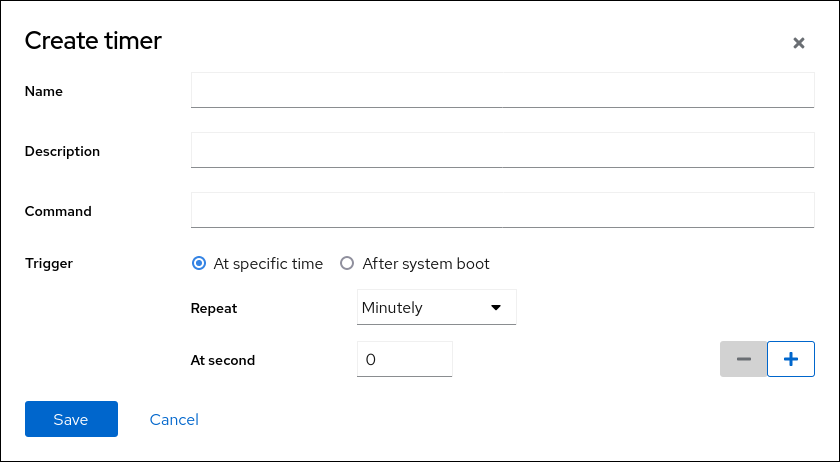 Create timer
Name
Description
Command
Trigger At specific time After system boot
Repeat Minutely
At second 0
Save Cancel